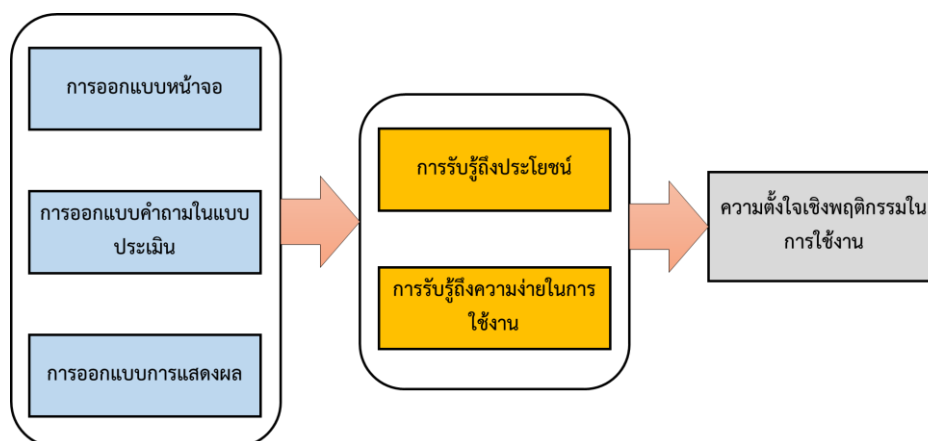 การออกแบบหน้าจอ
การออกแบบคำถามในแบบ
ประเมิน
การออกแบบการแสดงผล
การรับรู้ถึงประโยชน์
การรับรู้ถึงความง่ายในการ
ใช้งาน
ความตั้งใจเชิงพฤติกรรมใน
การใช้งาน